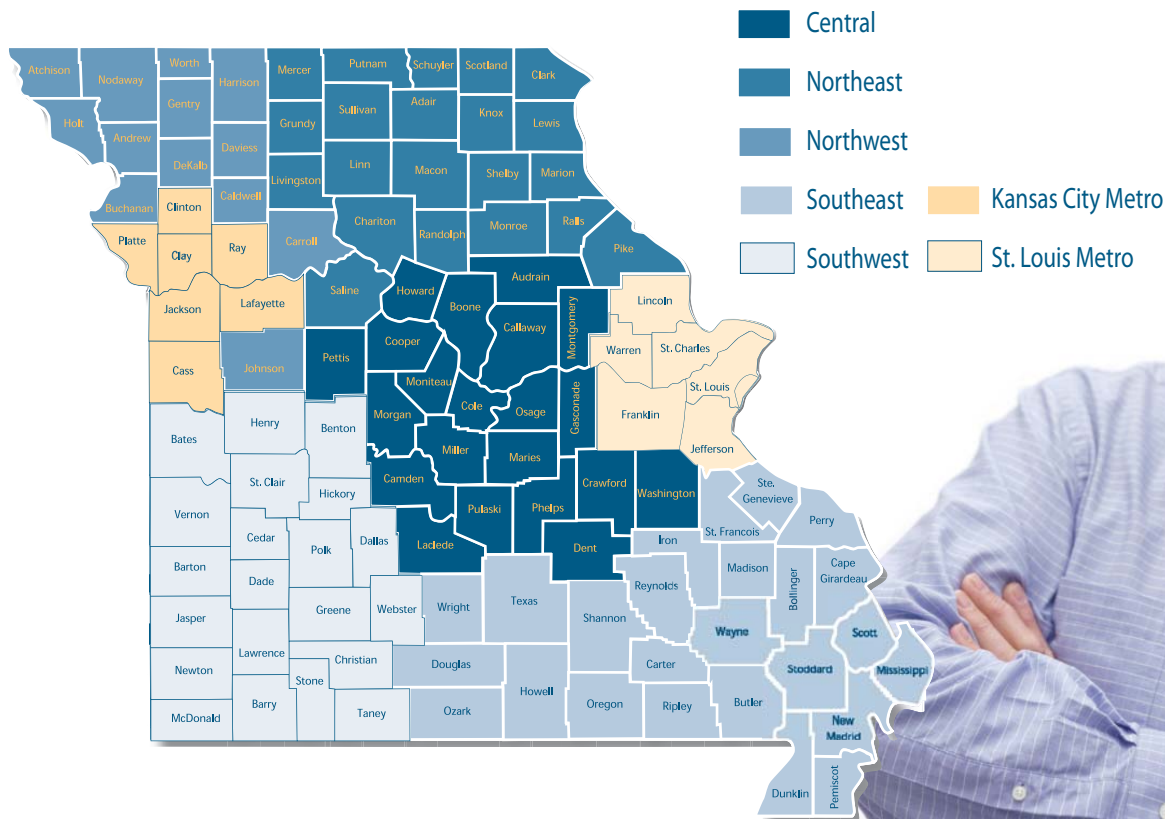 Central
Northeast
Northwest
Southeast
Kansas City Metro
Southwest
St. Louis Metro
Atchison
Nodaway
Worth
Harrison
Mercer
Putnam
Schuyler
Scotland
Clark
Gentry
Sullivan
Adair
Knox
Lewis
Holt
Andrew
DeKalb
Daviess
Grundy
Linn
Macon
Shelby
Marion
Livingston
Buchanan
Clinton
Caldwell
Carroll
Chariton
Randolph
Monroe
Ralls
Pike
Platte
Clay
Ray
Audrain
Jackson
Lafayette
Saline
Howard
Boone
Callaway
Montgomery
Lincoln
Cass
Johnson
Pettis
Cooper
Moniteau
Warren
St. Charles
St. Louis
Morgan
Cole
Osage
Gasconade
Franklin
Jefferson
Bates
Henry
Benton
Miller
Maries
St. Clair
Hickory
Camden
Pulaski
Phelps
Crawford
Washington
Ste.
Genevieve
Vernon
Cedar
Polk
Dallas
Laclede
Dent
Iron
St. Francois
Perry
Barton
Dade
Madison
Bollinger
Cape
Girardeau
Jasper
Greene
Webster
Wright
Texas
Shannon
Reynolds
Wayne
Scott
Newton
Lawrence
Christian
Stone
Douglas
Carter
Stoddard
Mississippi
McDonald
Barry
Taney
Ozark
Howell
Oregon
Ripley
Butler
New
Madrid
Dunklin
Pemiscot